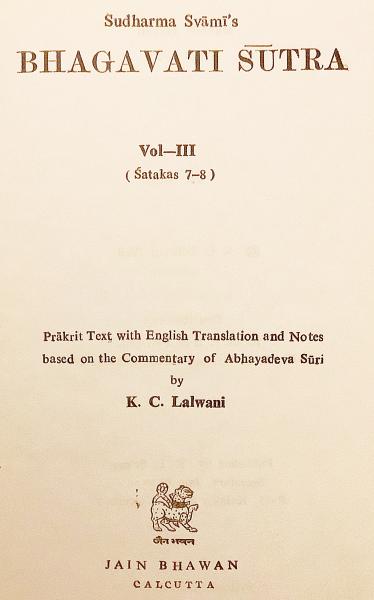 Sudharma Svāmī's
BHAGAVATI SŪTRA
Vol—III
( Śatakas 7–8 )
Prākrit Text with English Translation and Notes
based on the Commentary of Abhayadeva Sūri
by
K. C. Lalwani
जैन भवन
JAIN BHAWAN
CALCUTTA